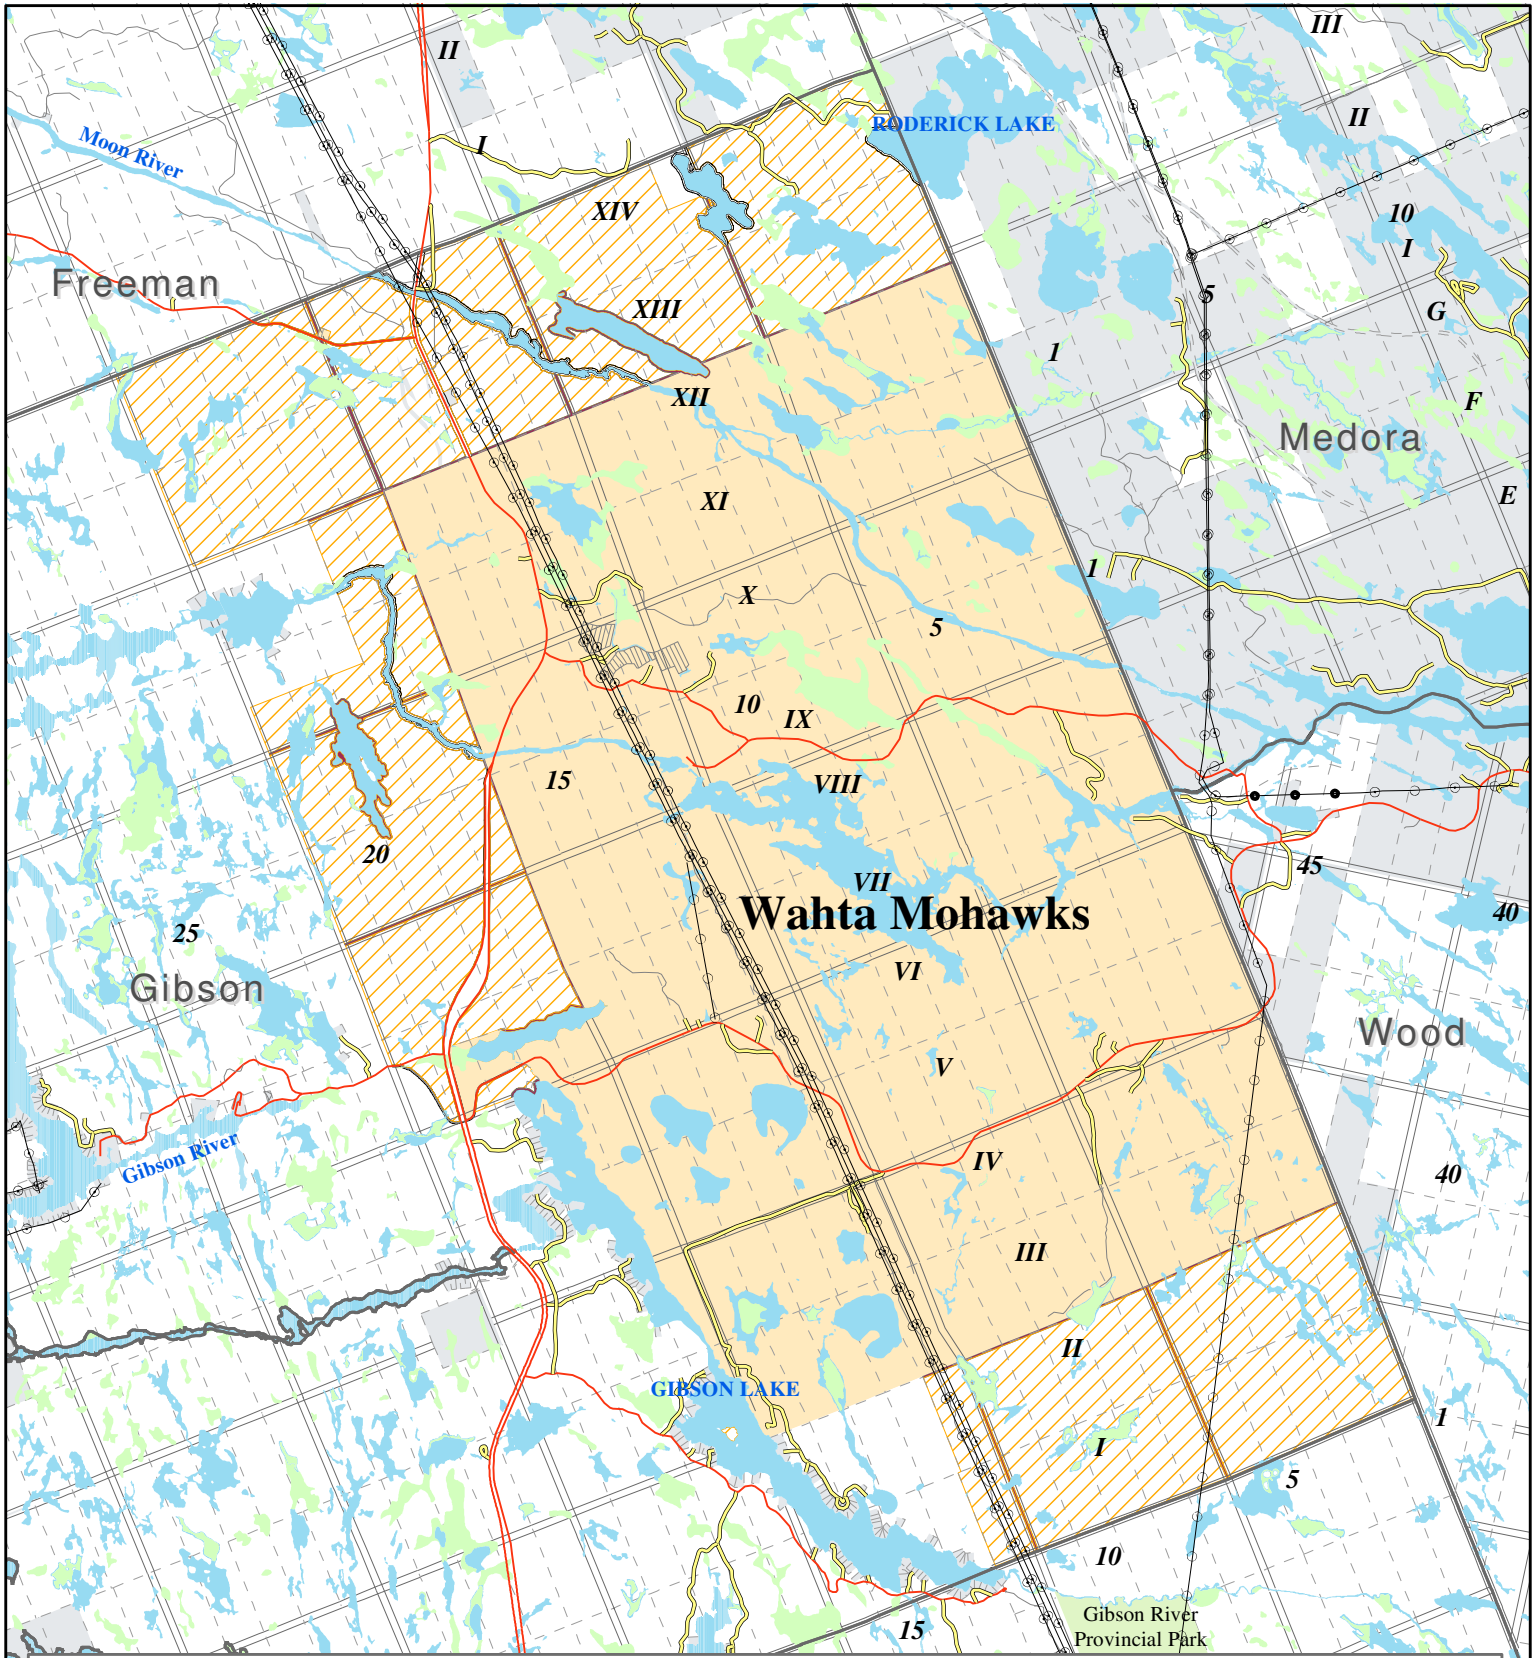 III
II
II
RODERICK LAKE
Moon River
I
XIV
10
I
Freeman
5
XIII
G
1
XII
F
Medora
XI
E
1
X
5
10
IX
15
VIII
20
45
VII
Wahta Mohawks
40
25
VI
Gibson
Wood
V
Gibson River
IV
40
III
II
GIBSON LAKE
1
I
5
10
15
Gibson River
Provincial Park